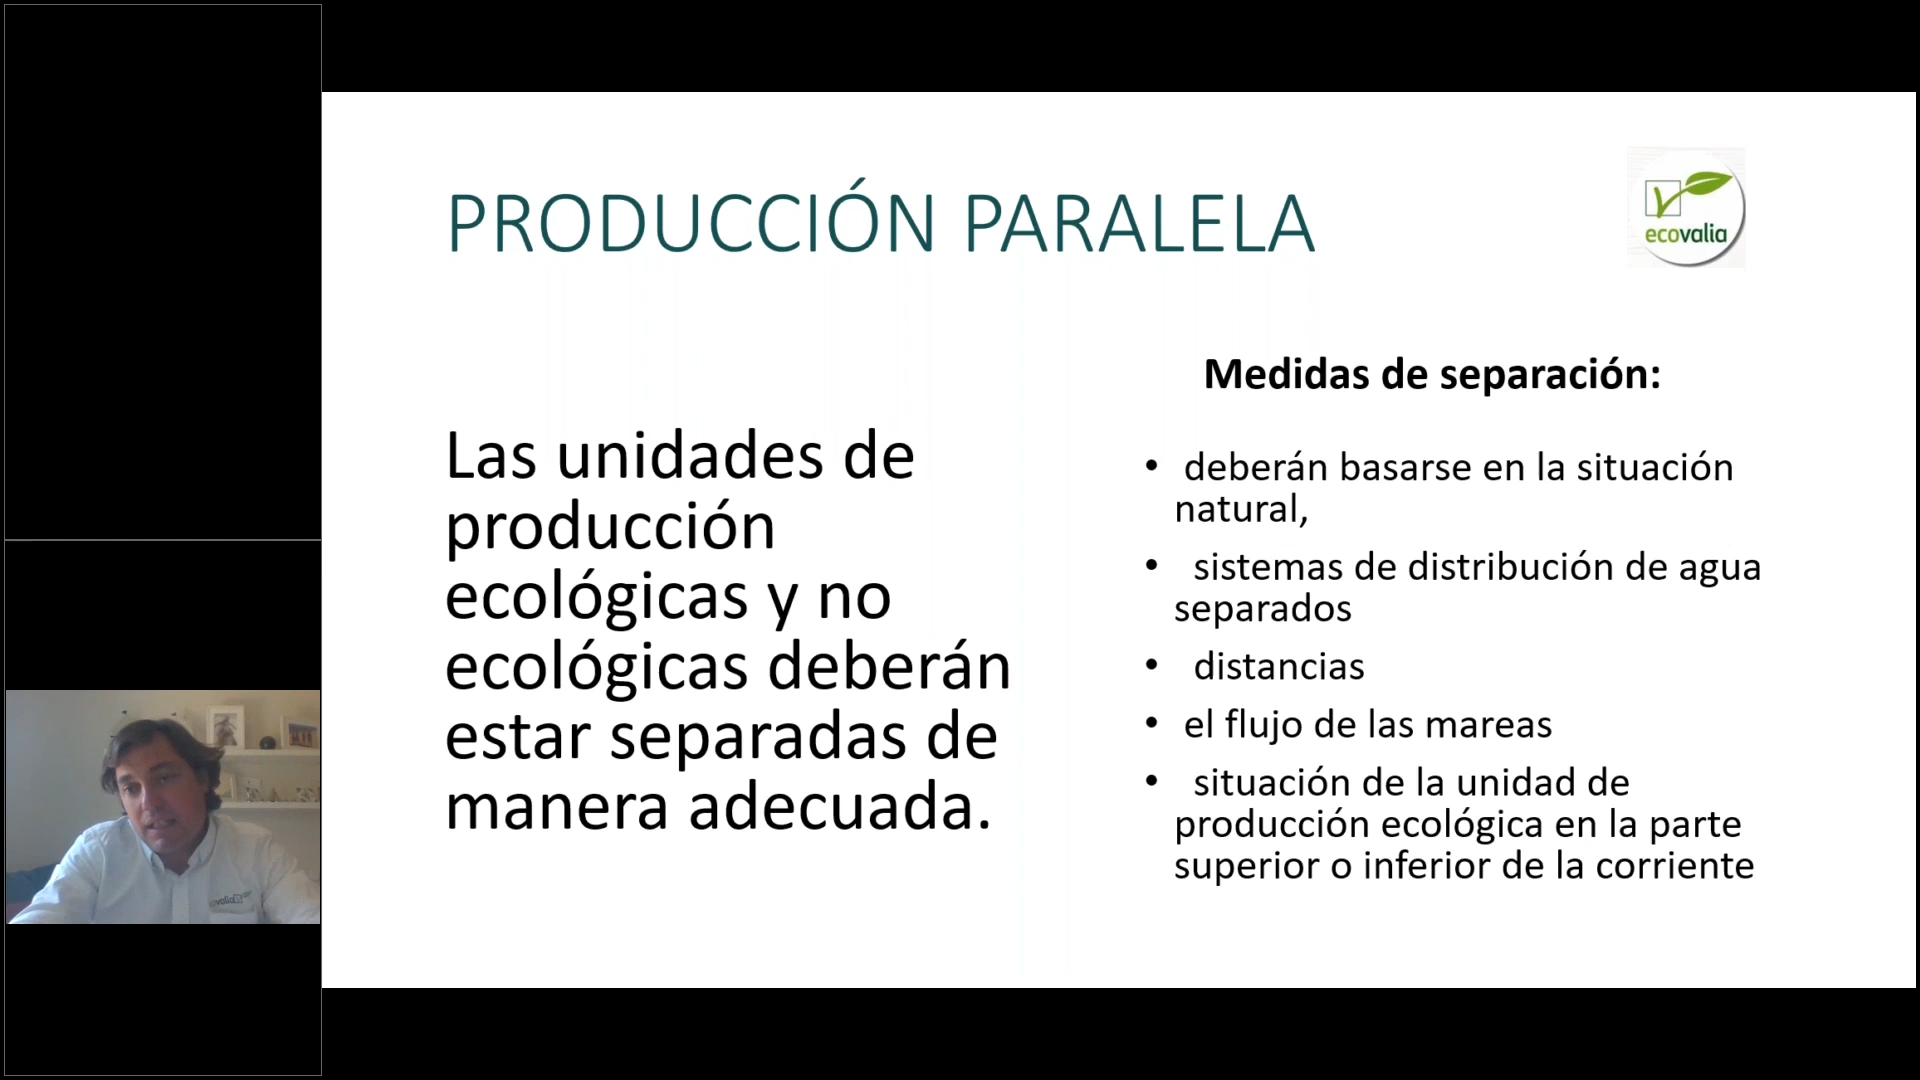 PRODUCCIÓN PARALELA
ecovalia
Las unidades de
producción
ecológicas y no
ecológicas deberán
estar separadas de
manera adecuada.
Medidas de separación:
• deberán basarse en la situación
natural,
• sistemas de distribución de agua
separados
• distancias
• el flujo de las mareas
• situación de la unidad de
producción ecológica en la parte
superior o inferior de la corriente